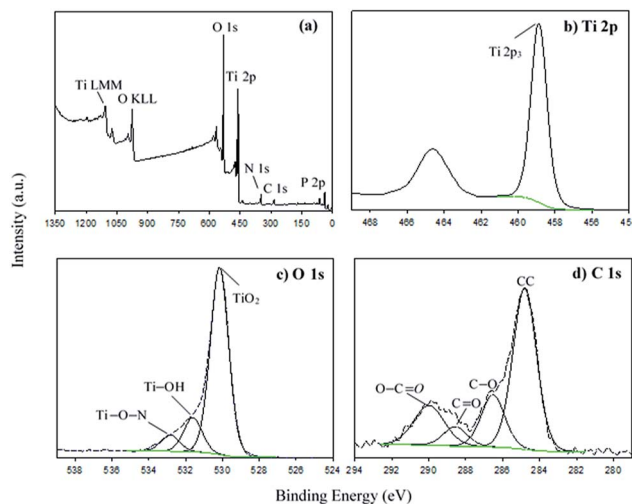 O 1s
(a)
Ti 2p
Ti LMM
O KLL
N 1s
C 1s
P 2p
1350 1200 1050 900 750 600 450 300 150 0
b) Ti 2p
Ti 2p₃
468 466 464 462 460 458 456 454
Intensity (a.u.)
c) O 1s
TiO₂
Ti−OH
Ti−O−N
538 536 534 532 530 528 526 524
d) C 1s
CC
C−O
O−C=O
C=O
294 292 290 288 286 284 282 280
Binding Energy (eV)